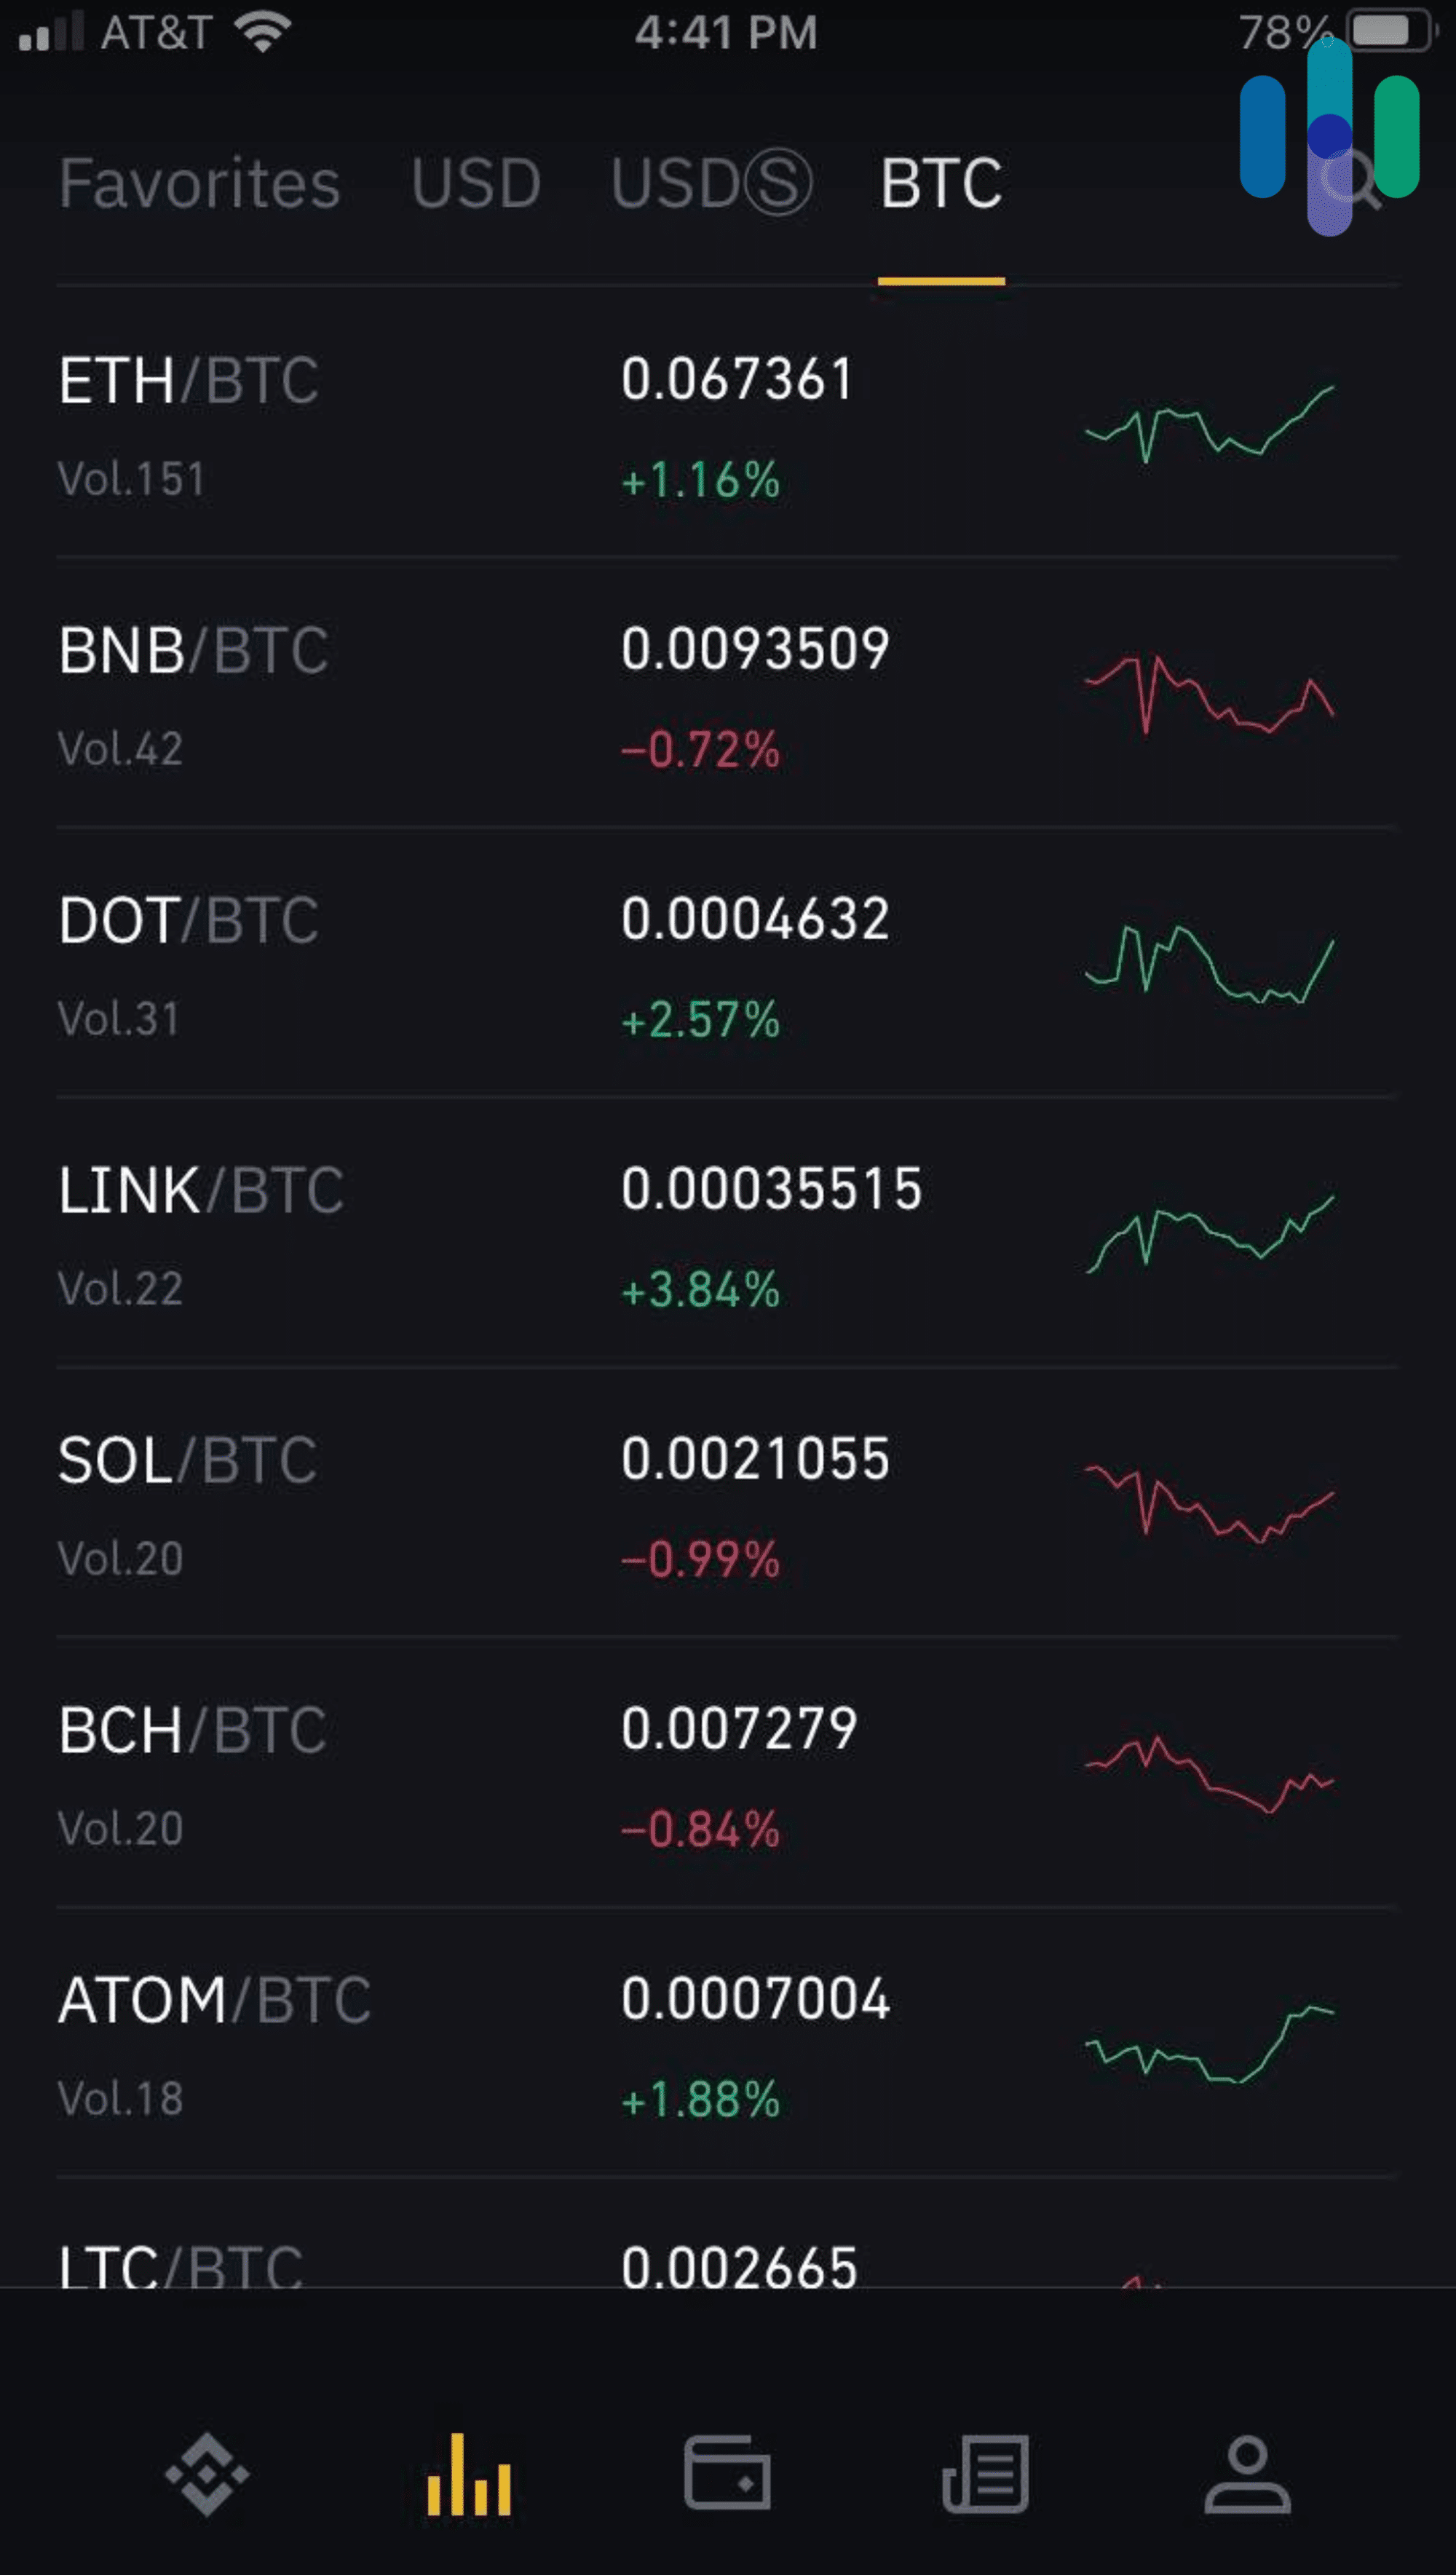 AT&T 4:41 PM 78%
Favorites USD USDⓈ BTC
ETH/BTC 0.067361
Vol.151 +1.16%
BNB/BTC 0.0093509
Vol.42 −0.72%
DOT/BTC 0.0004632
Vol.31 +2.57%
LINK/BTC 0.00035515
Vol.22 +3.84%
SOL/BTC 0.0021055
Vol.20 −0.99%
BCH/BTC 0.007279
Vol.20 −0.84%
ATOM/BTC 0.0007004
Vol.18 +1.88%
LTC/BTC 0.002665